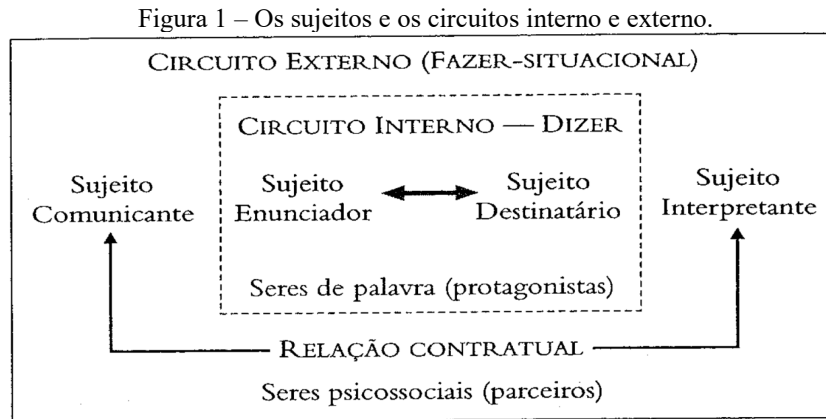 Figura 1 – Os sujeitos e os circuitos interno e externo.
CIRCUITO EXTERNO (FAZER-SITUACIONAL)
CIRCUITO INTERNO — DIZER
Sujeito
Comunicante
Sujeito
Enunciador
Sujeito
Destinatário
Sujeito
Interpretante
Seres de palavra (protagonistas)
RELAÇÃO CONTRATUAL
Seres psicossociais (parceiros)